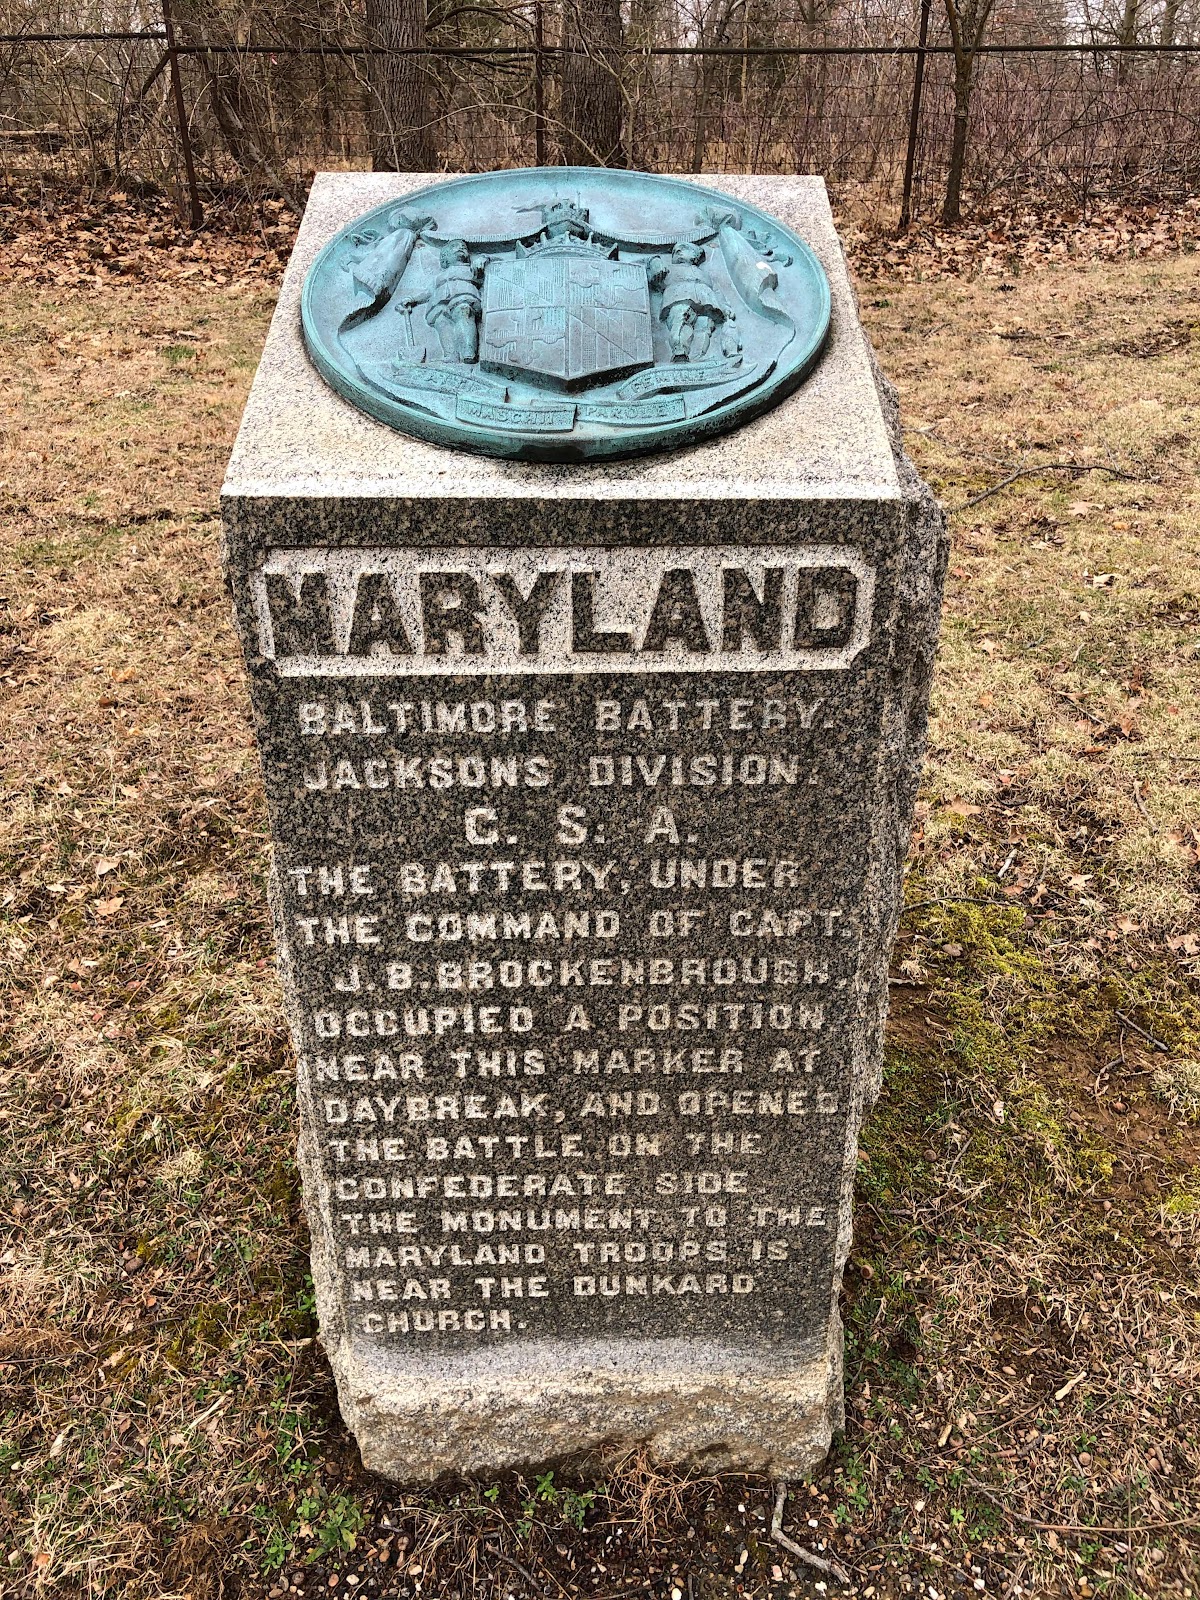 FATTI
MASCHII PAROLE
FEMINE
MARYLAND
BALTIMORE BATTERY.
JACKSONS DIVISION.
C. S. A.
THE BATTERY, UNDER
THE COMMAND OF CAPT.
J. B. BROCKENBROUGH,
OCCUPIED A POSITION
NEAR THIS MARKER AT
DAYBREAK, AND OPENED
THE BATTLE ON THE
CONFEDERATE SIDE.
THE MONUMENT TO THE
MARYLAND TROOPS IS
NEAR THE DUNKARD
CHURCH.